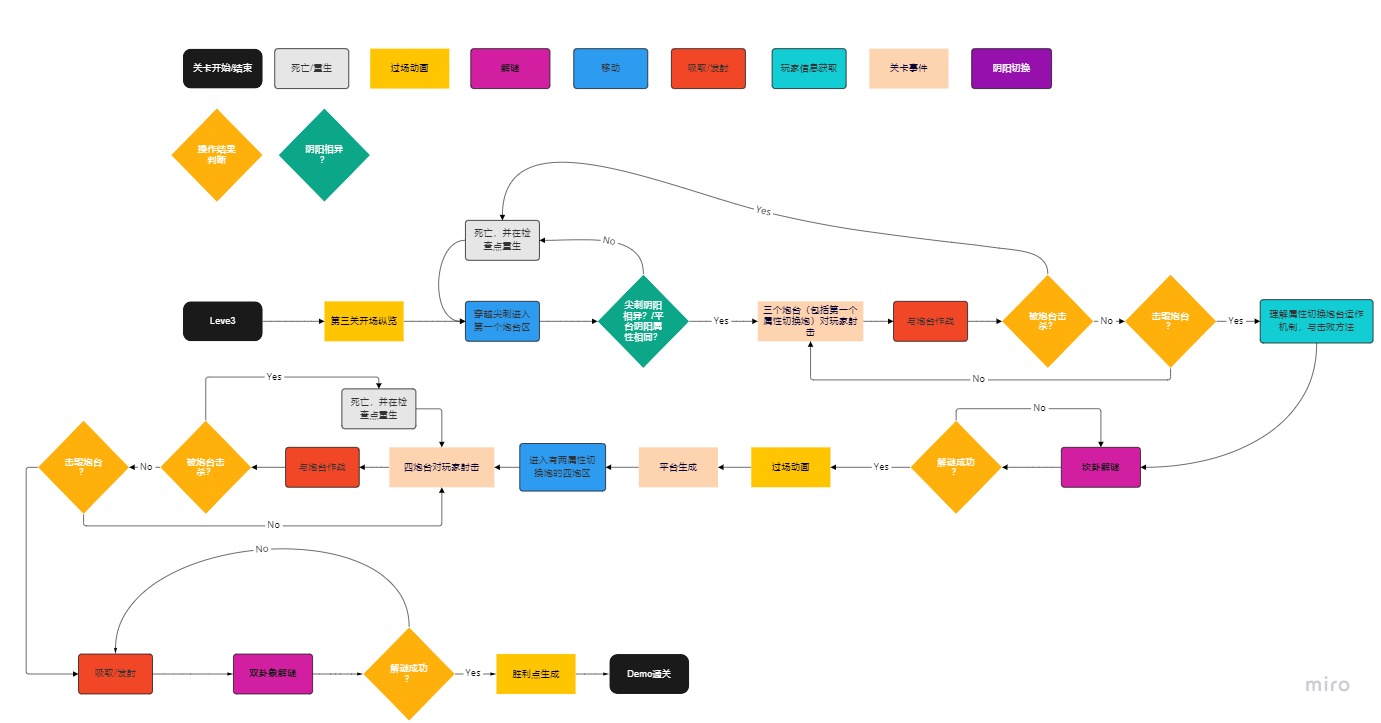 关卡开始/结束
死亡/重生
过场动画
解谜
移动
吸取/发射
玩家信息获取
关卡事件
阴阳切换
操作结果
判断
阴阳相异
?
Yes
死亡，并在检
查点重生
No
Leve3
第三关开场纵览
穿越尖刺进入
第一个炮台区
尖刺阴阳
相异？/平
台阴阳属
性相同?
Yes
三个炮台（包括第一个
属性切换炮）对玩家射
击
与炮台作战
被炮台击
杀?
No
击毁炮台
?
Yes
理解属性切换炮台运作
机制，与击败方法
No
Yes
死亡，并在检
查点重生
No
击毁炮台
?
No
被炮台击
杀?
与炮台作战
四炮台对玩家射击
进入有两属性切
换炮的四炮区
平台生成
过场动画
Yes
解谜成功
?
坎卦解谜
No
No
吸取/发射
双卦象解谜
解谜成功
?
Yes
胜利点生成
Demo通关
miro